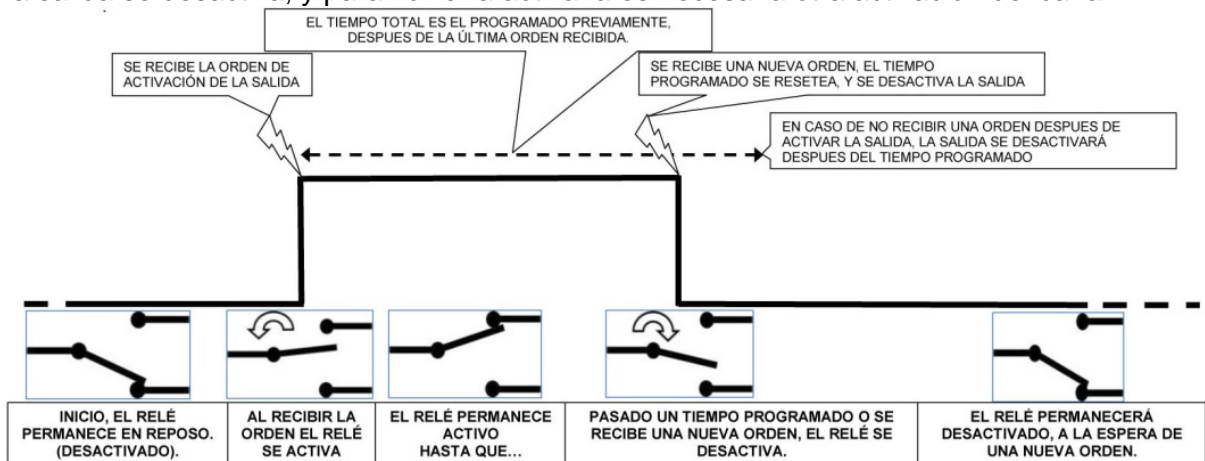 EL TIEMPO TOTAL ES EL PROGRAMADO PREVIAMENTE,
DESPUES DE LA ÚLTIMA ORDEN RECIBIDA.
SE RECIBE LA ORDEN DE
ACTIVACIÓN DE LA SALIDA
SE RECIBE UNA NUEVA ORDEN, EL TIEMPO
PROGRAMADO SE RESETEA, Y SE DESACTIVA LA SALIDA
EN CASO DE NO RECIBIR UNA ORDEN DESPUES DE
ACTIVAR LA SALIDA, LA SALIDA SE DESACTIVARÁ
DESPUES DEL TIEMPO PROGRAMADO
INICIO, EL RELÉ
PERMANECE EN REPOSO.
(DESACTIVADO).
AL RECIBIR LA
ORDEN EL RELÉ
SE ACTIVA
EL RELÉ PERMANECE
ACTIVO
HASTA QUE...
PASADO UN TIEMPO PROGRAMADO O SE
RECIBE UNA NUEVA ORDEN, EL RELÉ SE
DESACTIVA.
EL RELÉ PERMANECERÁ
DESACTIVADO, A LA ESPERA DE
UNA NUEVA ORDEN.